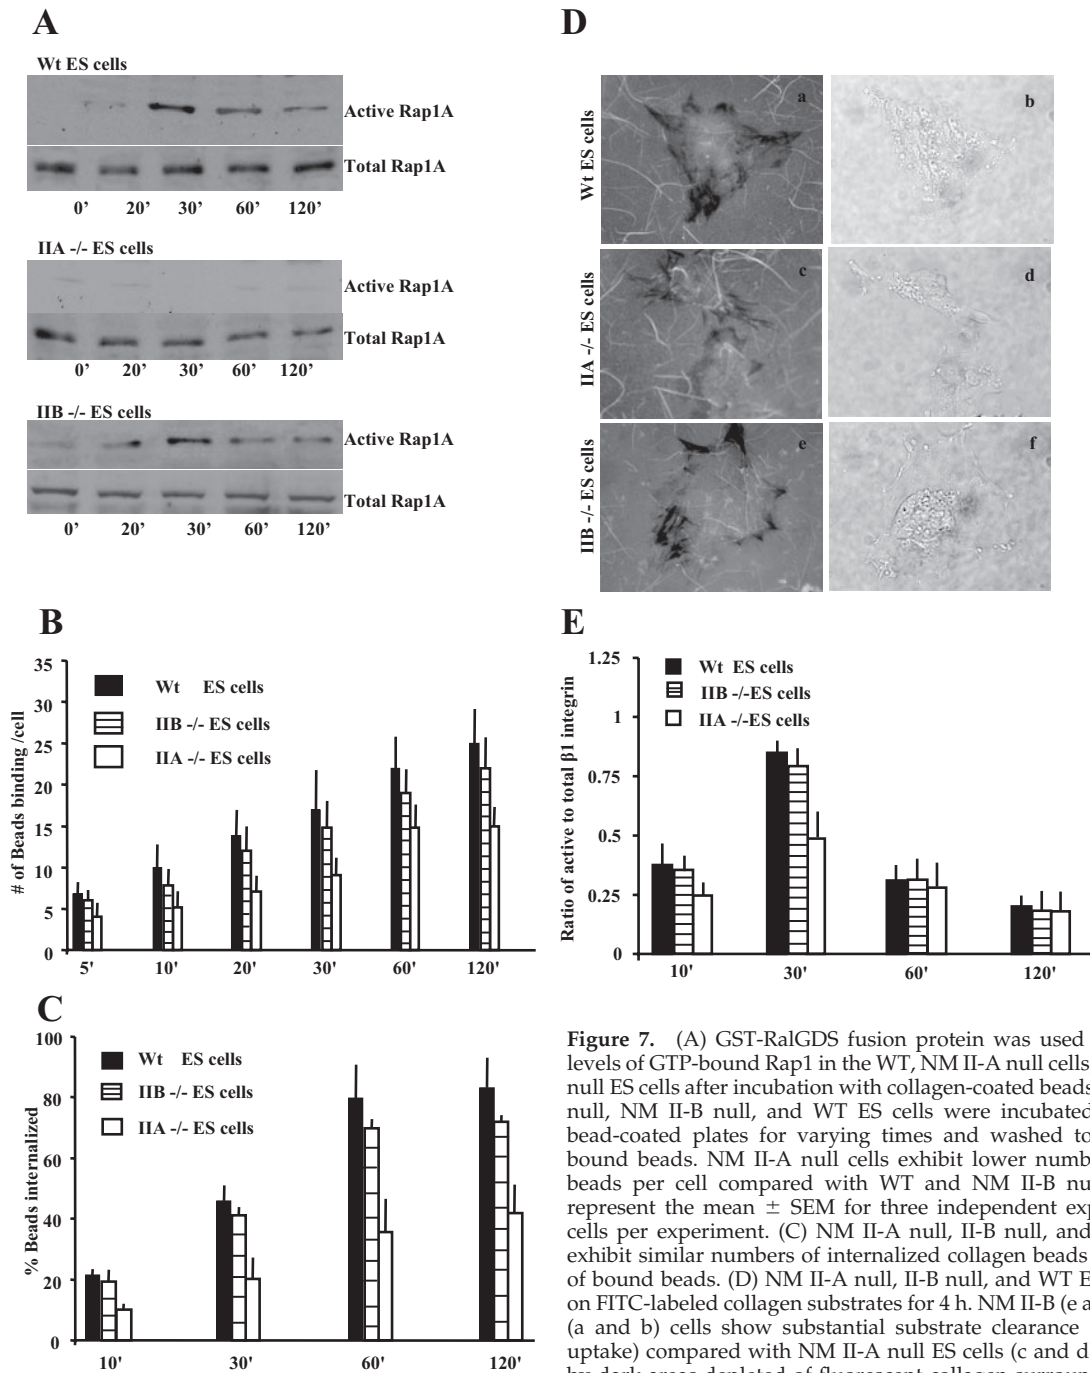 A
Wt ES cells
Active Rap1A
Total Rap1A
0’ 20’ 30’ 60’ 120’
IIA -/- ES cells
Active Rap1A
Total Rap1A
0’ 20’ 30’ 60’ 120’
IIB -/- ES cells
Active Rap1A
Total Rap1A
0’ 20’ 30’ 60’ 120’
D
Wt ES cells
a
b
IIA -/- ES cells
c
d
IIB -/- ES cells
e
f
B
# of Beads binding /cell
35
30
25
20
15
10
5
0
Wt ES cells
IIB -/- ES cells
IIA -/- ES cells
5' 10' 20' 30' 60' 120'
E
Ratio of active to total β1 integrin
1.25
1
0.75
0.5
0.25
0
Wt ES cells
IIB -/-ES cells
IIA -/-ES cells
10' 30' 60' 120'
C
% Beads internalized
100
80
60
40
20
0
Wt ES cells
IIB -/- ES cells
IIA -/- ES cells
10' 30' 60' 120'
Figure 7. (A) GST-RalGDS fusion protein was used
levels of GTP-bound Rap1 in the WT, NM II-A null cells
null ES cells after incubation with collagen-coated beads
null, NM II-B null, and WT ES cells were incubated
bead-coated plates for varying times and washed to
bound beads. NM II-A null cells exhibit lower numb
beads per cell compared with WT and NM II-B nu
represent the mean ± SEM for three independent exp
cells per experiment. (C) NM II-A null, II-B null, and
exhibit similar numbers of internalized collagen beads
of bound beads. (D) NM II-A null, II-B null, and WT E
on FITC-labeled collagen substrates for 4 h. NM II-B (e a
(a and b) cells show substantial substrate clearance
uptake) compared with NM II-A null ES cells (c and d
by dark areas depleted of fluorescent collagen surroun